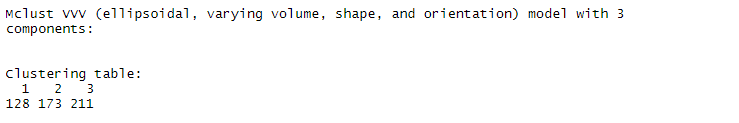 Mclust VVV (ellipsoidal, varying volume, shape, and orientation) model with 3
components:
Clustering table:
1 2 3
128 173 211